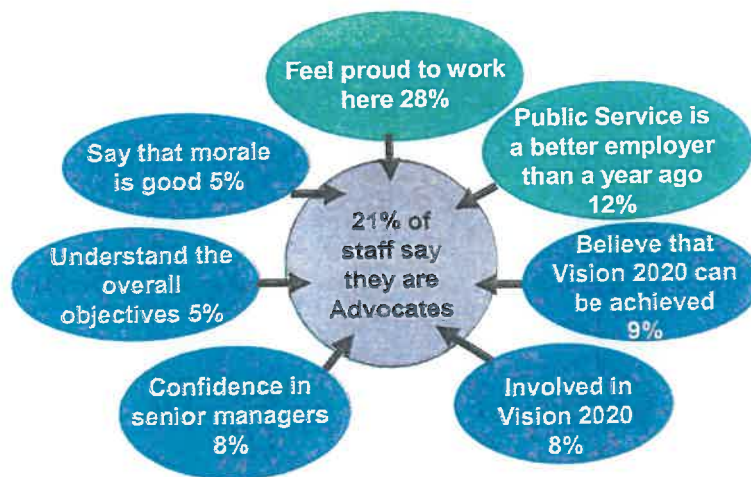 Feel proud to work
here 28%
Public Service is
a better employer
than a year ago
12%
Say that morale
is good 5%
21% of
staff say
they are
Advocates
Believe that
Vision 2020 can
be achieved
9%
Understand the
overall
objectives 5%
Confidence in
senior managers
8%
Involved in
Vision 2020
8%